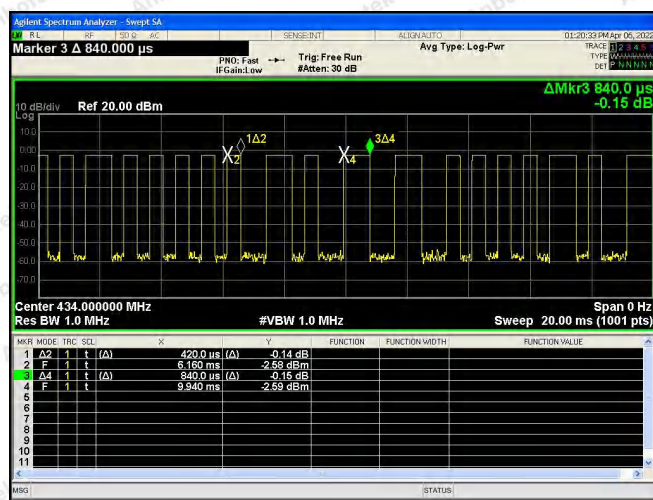 Agilent Spectrum Analyzer - Swept SA
RL RF 50 Ω AC SENSE:INT ALIGN AUTO 01:20:33 PM Apr 06, 2022
Marker 3 Δ 840.000 µs
PNO: Fast Trig: Free Run Avg Type: Log-Pwr TRACE 1 2 3 4 5 6
IFGain:Low #Atten: 30 dB TYPE
DET P N N N N N
ΔMkr3 840.0 µs
-0.15 dB
10 dB/div Ref 20.00 dBm
Log
10.0
0.00
-10.0
-20.0
-30.0
-40.0
-50.0
-60.0
-70.0
1Δ2
X2
X4
3Δ4
Center 434.000000 MHz Span 0 Hz
Res BW 1.0 MHz #VBW 1.0 MHz Sweep 20.00 ms (1001 pts)
MKR MODE TRC SCL X Y FUNCTION FUNCTION WIDTH FUNCTION VALUE
1 Δ2 1 t (Δ) 420.0 µs (Δ) -0.14 dB
2 F 1 t 6.160 ms -2.58 dBm
3 Δ4 1 t (Δ) 840.0 µs (Δ) -0.15 dB
4 F 1 t 9.940 ms -2.59 dBm
5
6
7
8
9
10
11
MSG STATUS